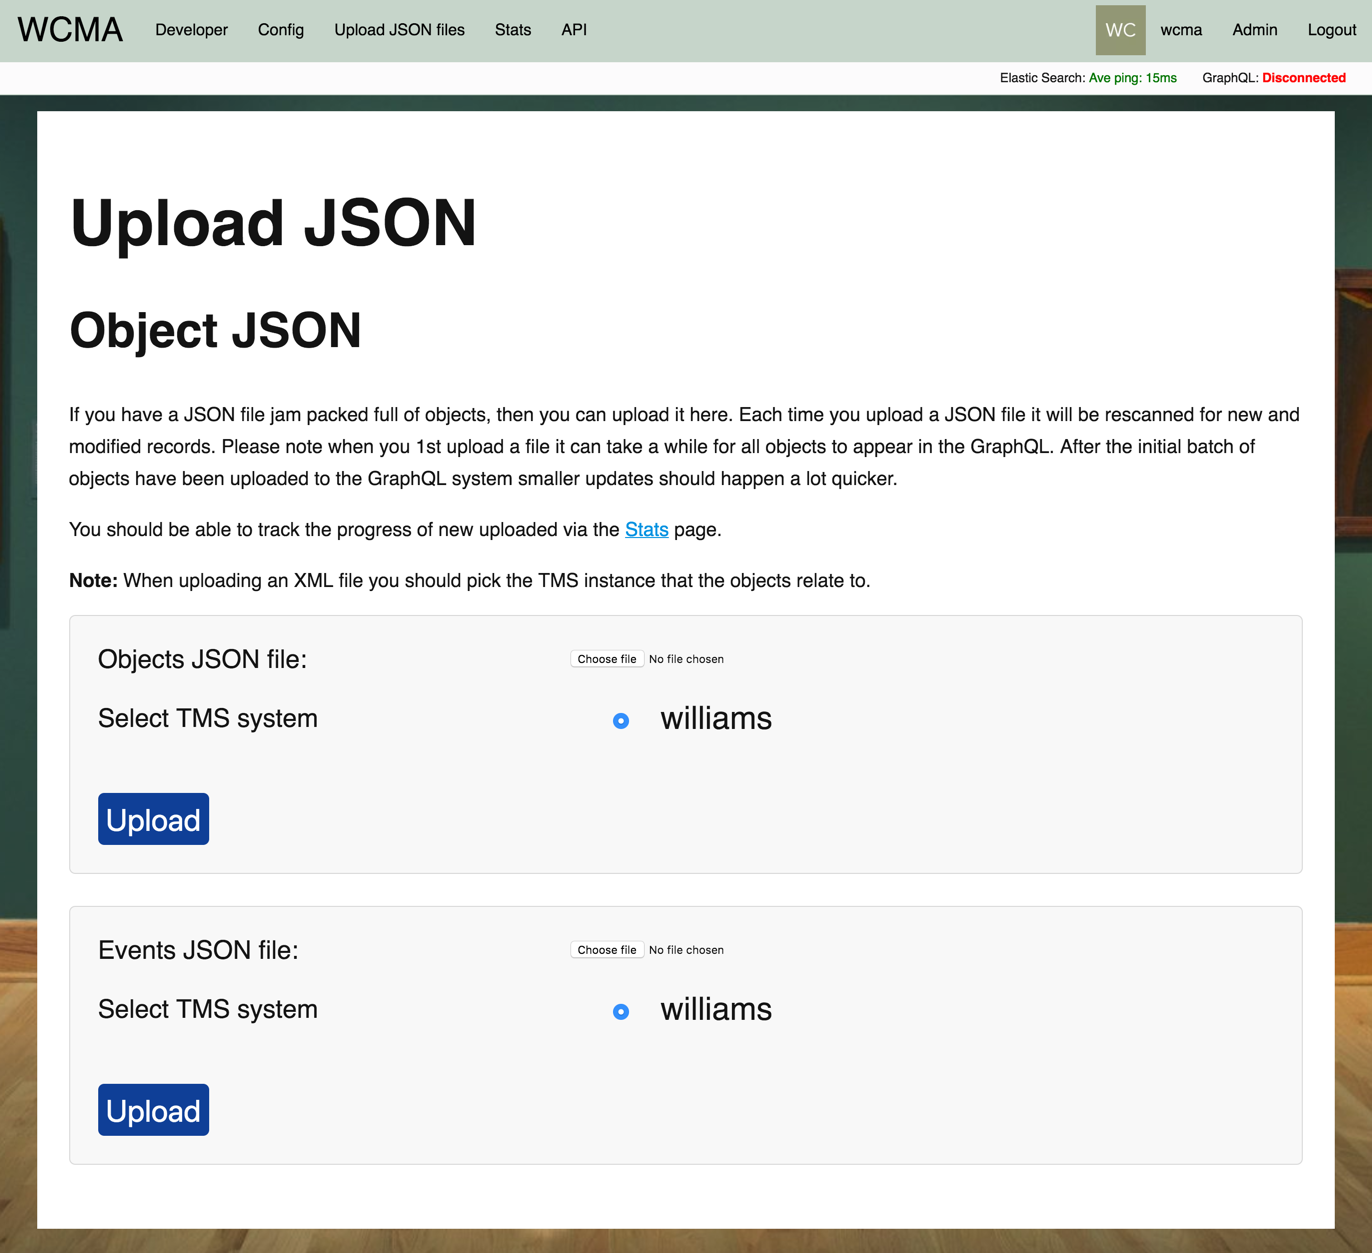 WCMA Developer Config Upload JSON files Stats API WC wcma Admin Logout
Elastic Search: Ave ping: 15ms GraphQL: Disconnected
Upload JSON
Object JSON
If you have a JSON file jam packed full of objects, then you can upload it here. Each time you upload a JSON file it will be rescanned for new and
modified records. Please note when you 1st upload a file it can take a while for all objects to appear in the GraphQL. After the initial batch of
objects have been uploaded to the GraphQL system smaller updates should happen a lot quicker.
You should be able to track the progress of new uploaded via the Stats page.
Note: When uploading an XML file you should pick the TMS instance that the objects relate to.
Objects JSON file: Choose file No file chosen
Select TMS system williams
Upload
Events JSON file: Choose file No file chosen
Select TMS system williams
Upload